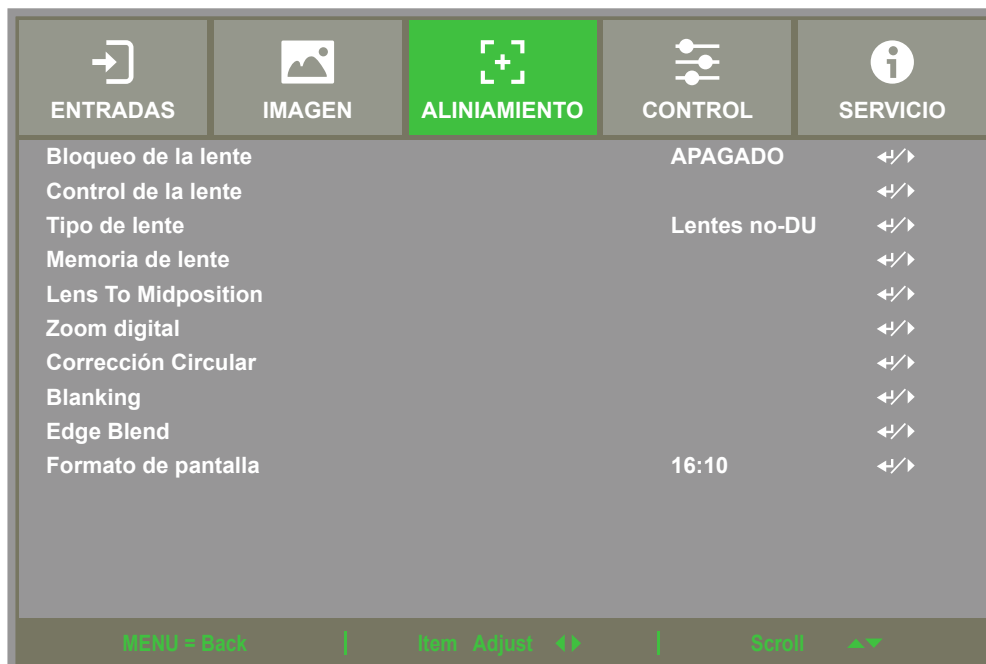 ENTRADAS IMAGEN ALINIAMIENTO CONTROL SERVICIO
Bloqueo de la lente APAGADO
Control de la lente
Tipo de lente Lentes no-DU
Memoria de lente
Lens To Midposition
Zoom digital
Corrección Circular
Blanking
Edge Blend
Formato de pantalla 16:10
MENU = Back | Item Adjust | Scroll